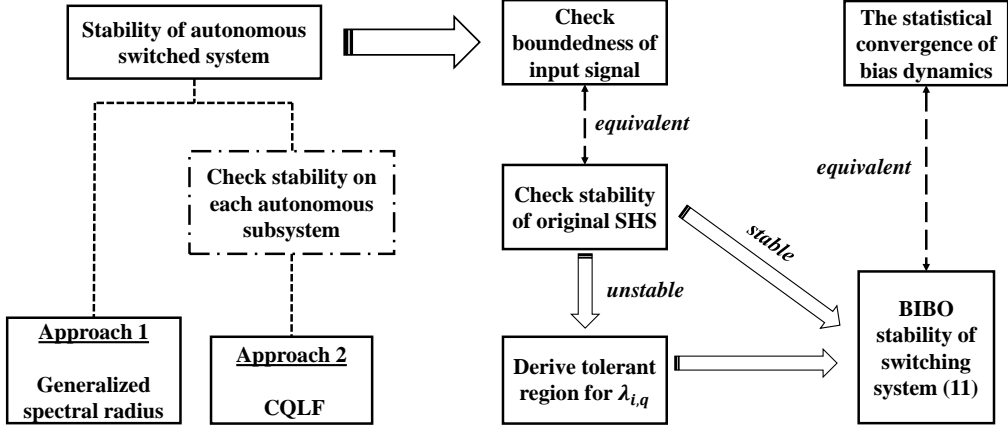 Stability of autonomous
switched system
Check
boundedness of
input signal
The statistical
convergence of
bias dynamics
equivalent
equivalent
Check stability on
each autonomous
subsystem
Check stability
of original SHS
stable
unstable
Approach 1
Generalized
spectral radius
Approach 2
CQLF
Derive tolerant
region for λi,q
BIBO
stability of
switching
system (11)